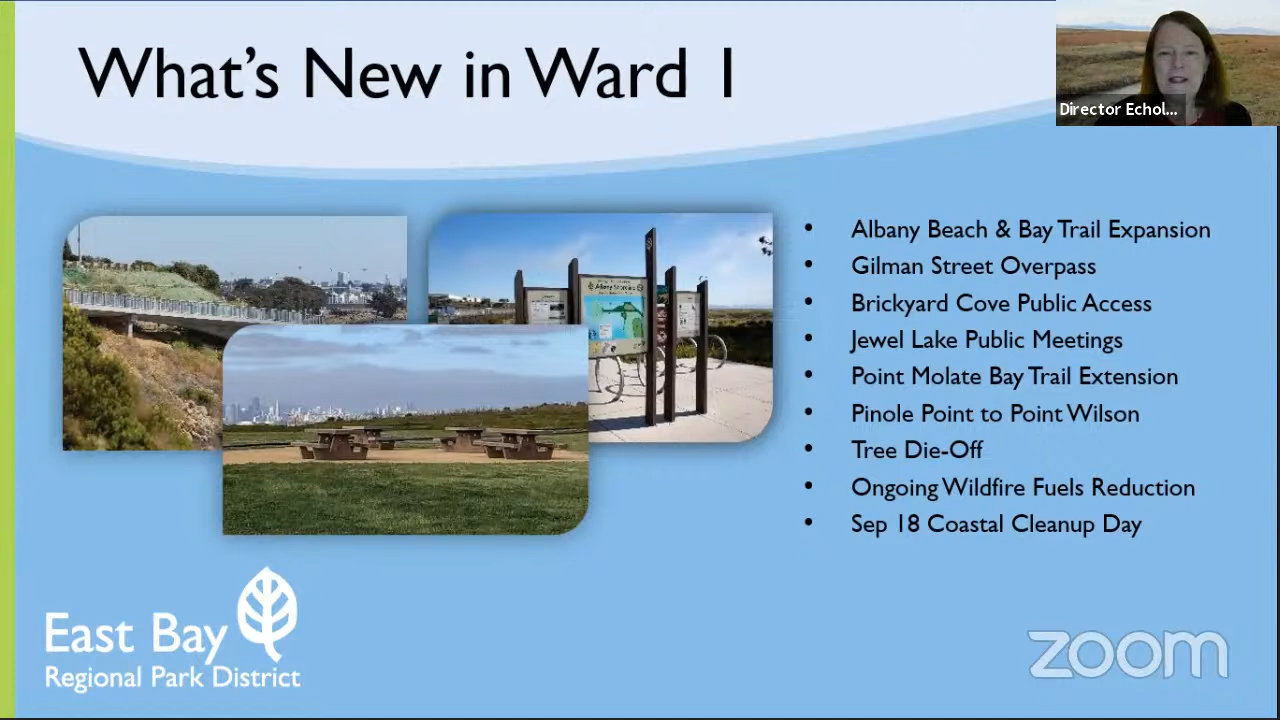 What's New in Ward 1
Director Echol...
Albany Beach & Bay Trail Expansion
Gilman Street Overpass
Brickyard Cove Public Access
Jewel Lake Public Meetings
Point Molate Bay Trail Extension
Pinole Point to Point Wilson
Tree Die-Off
Ongoing Wildfire Fuels Reduction
Sep 18 Coastal Cleanup Day
East Bay
Regional Park District
zoom